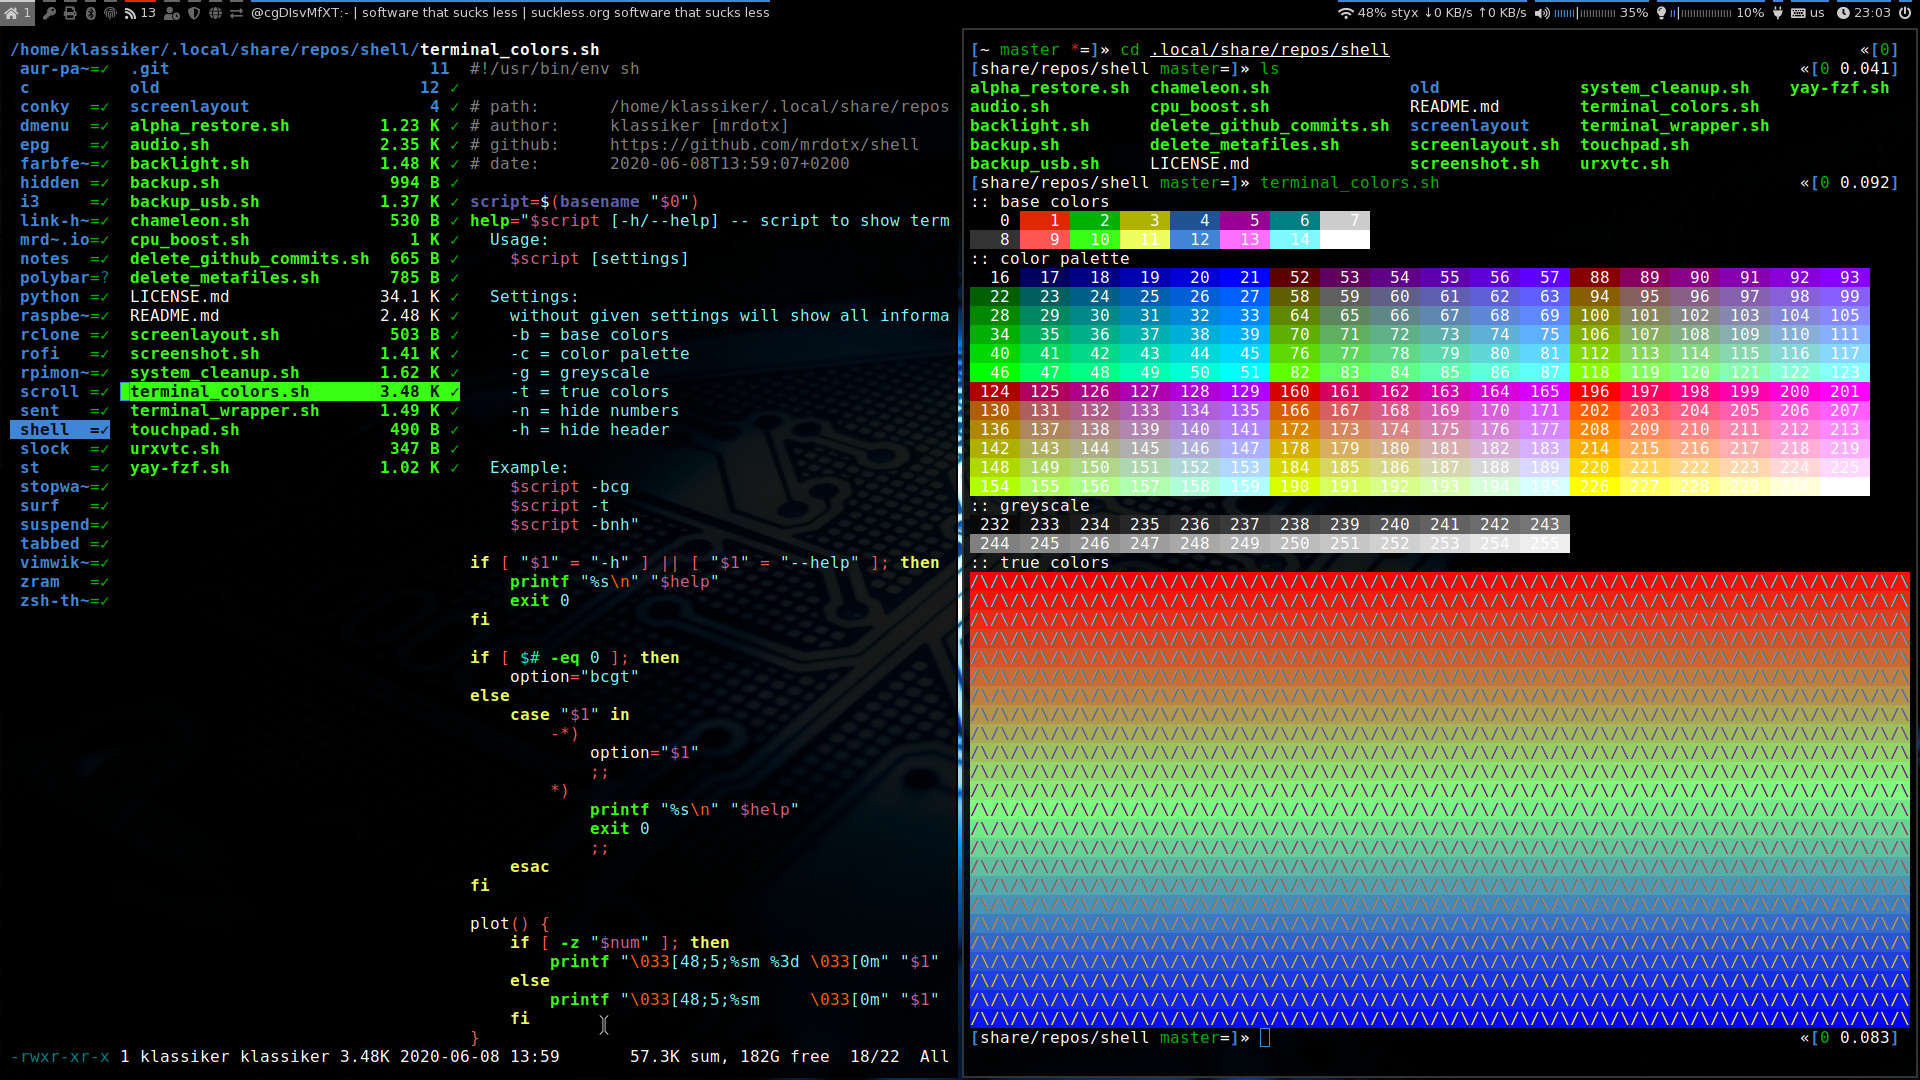 1 13 @cgDIsvMfXT:- | software that sucks less | suckless.org software that sucks less 48% styx ↓0 KB/s ↑0 KB/s 35% 10% us 23:03
/home/klassiker/.local/share/repos/shell/terminal_colors.sh
aur-pa~=✓ .git 11 #!/usr/bin/env sh
c old 12 ✓
conky =✓ screenlayout 4 ✓ # path: /home/klassiker/.local/share/repos
dmenu =✓ alpha_restore.sh 1.23 K ✓ # author: klassiker [mrdotx]
epg =✓ audio.sh 2.35 K ✓ # github: https://github.com/mrdotx/shell
farbfe~=✓ backlight.sh 1.48 K ✓ # date: 2020-06-08T13:59:07+0200
hidden =✓ backup.sh 994 B ✓
i3 =✓ backup_usb.sh 1.37 K ✓ script=$(basename "$0")
link-h~=✓ chameleon.sh 530 B ✓ help="$script [-h/--help] -- script to show term
mrd~.io=✓ cpu_boost.sh 1 K ✓ Usage:
notes =✓ delete_github_commits.sh 665 B ✓ $script [settings]
polybar=? delete_metafiles.sh 785 B ✓
python =✓ LICENSE.md 34.1 K ✓ Settings:
raspbe~=✓ README.md 2.48 K ✓ without given settings will show all informa
rclone =✓ screenlayout.sh 503 B ✓ -b = base colors
rofi =✓ screenshot.sh 1.41 K ✓ -c = color palette
rpimon~=✓ system_cleanup.sh 1.62 K ✓ -g = greyscale
scroll =✓ terminal_colors.sh 3.48 K ✓ -t = true colors
sent =✓ terminal_wrapper.sh 1.49 K ✓ -n = hide numbers
shell =✓ touchpad.sh 490 B ✓ -h = hide header
slock =✓ urxvtc.sh 347 B ✓
st =✓ yay-fzf.sh 1.02 K ✓ Example:
stopwa~=✓ $script -bcg
surf =✓ $script -t
suspend=✓ $script -bnh"
tabbed =✓
vimwik~=✓ if [ "$1" = "-h" ] || [ "$1" = "--help" ]; then
zram =✓ printf "%s\n" "$help"
zsh-th~=✓ exit 0
fi
if [ $# -eq 0 ]; then
option="bcgt"
else
case "$1" in
-*)
option="$1"
;;
*)
printf "%s\n" "$help"
exit 0
;;
esac
fi
plot() {
if [ -z "$num" ]; then
printf "\033[48;5;%sm %3d \033[0m" "$1"
else
printf "\033[48;5;%sm \033[0m" "$1"
fi
}
-rwxr-xr-x 1 klassiker klassiker 3.48K 2020-06-08 13:59 57.3K sum, 182G free 18/22 All
[~ master *=]» cd .local/share/repos/shell «[0]
[share/repos/shell master=]» ls «[0 0.041]
alpha_restore.sh chameleon.sh old system_cleanup.sh yay-fzf.sh
audio.sh cpu_boost.sh README.md terminal_colors.sh
backlight.sh delete_github_commits.sh screenlayout terminal_wrapper.sh
backup.sh delete_metafiles.sh screenlayout.sh touchpad.sh
backup_usb.sh LICENSE.md screenshot.sh urxvtc.sh
[share/repos/shell master=]» terminal_colors.sh «[0 0.092]
:: base colors
0 1 2 3 4 5 6 7
8 9 10 11 12 13 14
:: color palette
16 17 18 19 20 21 52 53 54 55 56 57 88 89 90 91 92 93
22 23 24 25 26 27 58 59 60 61 62 63 94 95 96 97 98 99
28 29 30 31 32 33 64 65 66 67 68 69 100 101 102 103 104 105
34 35 36 37 38 39 70 71 72 73 74 75 106 107 108 109 110 111
40 41 42 43 44 45 76 77 78 79 80 81 112 113 114 115 116 117
46 47 48 49 50 51 82 83 84 85 86 87 118 119 120 121 122 123
124 125 126 127 128 129 160 161 162 163 164 165 196 197 198 199 200 201
130 131 132 133 134 135 166 167 168 169 170 171 202 203 204 205 206 207
136 137 138 139 140 141 172 173 174 175 176 177 208 209 210 211 212 213
142 143 144 145 146 147 178 179 180 181 182 183 214 215 216 217 218 219
148 149 150 151 152 153 184 185 186 187 188 189 220 221 222 223 224 225
154 155 156 157 158 159 190 191 192 193 194 195 226 227 228 229 230
:: greyscale
232 233 234 235 236 237 238 239 240 241 242 243
244 245 246 247 248 249 250 251 252 253 254 255
:: true colors
[share/repos/shell master=]» «[0 0.083]